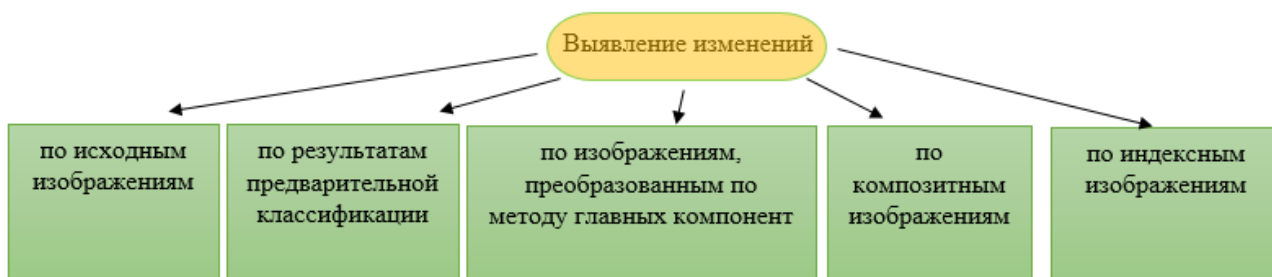 Выявление изменений
по исходным
изображениям
по результатам
предварительной
классификации
по изображениям,
преобразованным по
методу главных компонент
по
композитным
изображениям
по индексным
изображениям